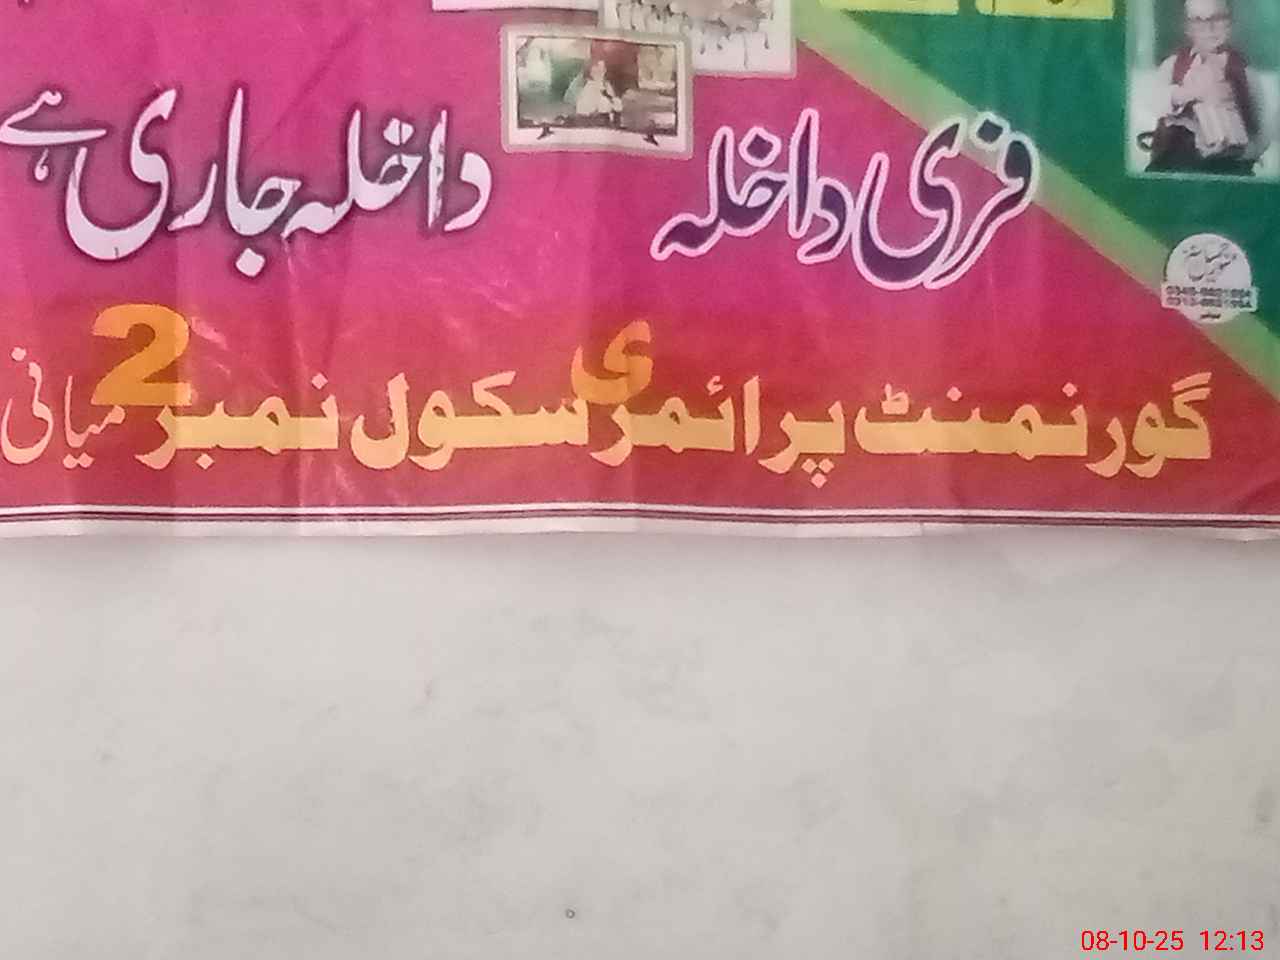 فری داخلہ داخلہ جاری ہے
گورنمنٹ پرائمری سکول نمبر 2 میانی
08-10-25 12:13